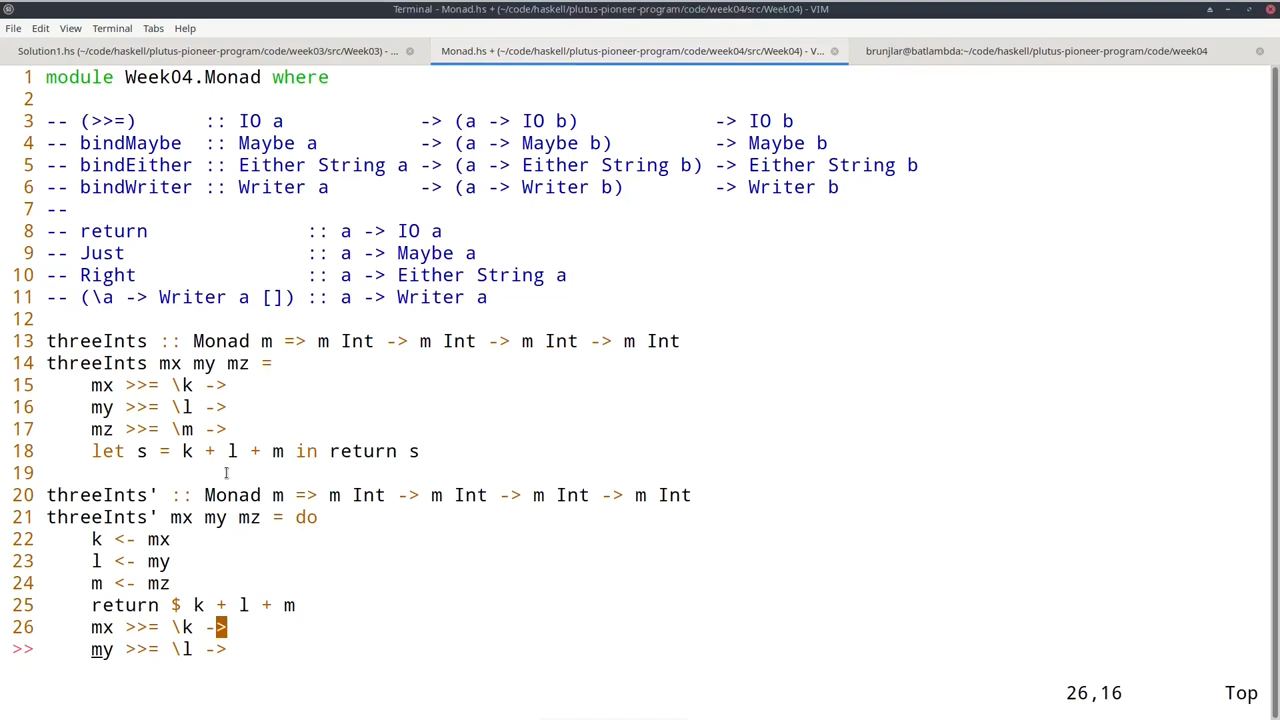 Terminal - Monad.hs + (~/code/haskell/plutus-pioneer-program/code/week04/src/Week04) - VIM
File Edit View Terminal Tabs Help
Solution1.hs (~/code/haskell/plutus-pioneer-program/code/week03/src/Week03) - ... Monad.hs + (~/code/haskell/plutus-pioneer-program/code/week04/src/Week04) - V... brunjlar@batlambda:~/code/haskell/plutus-pioneer-program/code/week04
1 module Week04.Monad where
2
3 -- (>>=)      :: IO a            -> (a -> IO b)            -> IO b
4 -- bindMaybe  :: Maybe a         -> (a -> Maybe b)         -> Maybe b
5 -- bindEither :: Either String a -> (a -> Either String b) -> Either String b
6 -- bindWriter :: Writer a        -> (a -> Writer b)        -> Writer b
7 --
8 -- return              :: a -> IO a
9 -- Just                :: a -> Maybe a
10 -- Right               :: a -> Either String a
11 -- (\a -> Writer a []) :: a -> Writer a
12
13 threeInts :: Monad m => m Int -> m Int -> m Int -> m Int
14 threeInts mx my mz =
15     mx >>= \k ->
16     my >>= \l ->
17     mz >>= \m ->
18     let s = k + l + m in return s
19
20 threeInts' :: Monad m => m Int -> m Int -> m Int -> m Int
21 threeInts' mx my mz = do
22     k <- mx
23     l <- my
24     m <- mz
25     return $ k + l + m
26     mx >>= \k ->
>>     my >>= \l ->
26,16 Top